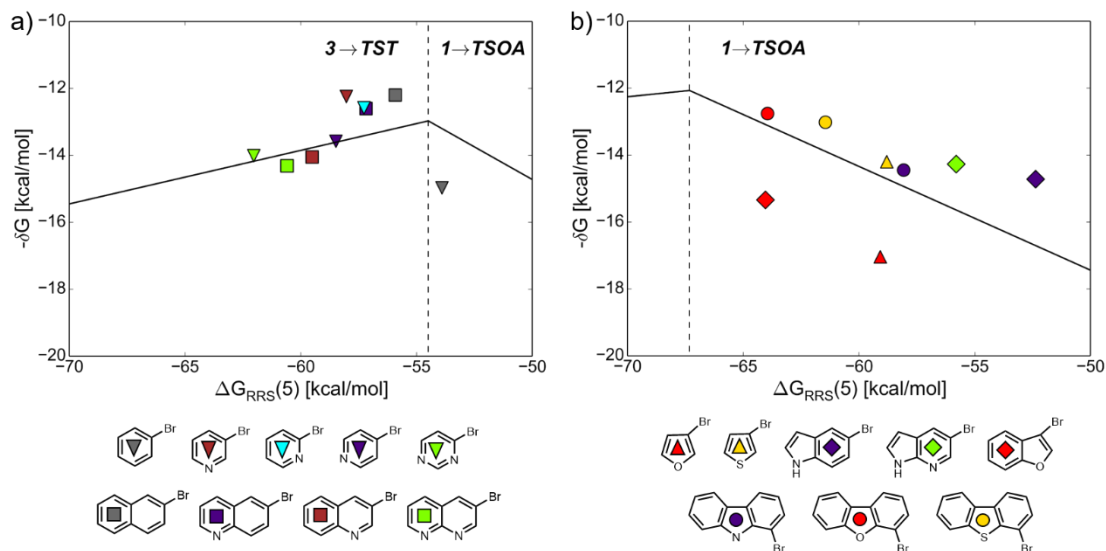 a)
3→TST
1→TSOA
-10
-12
-14
-16
-18
-20
-δG [kcal/mol]
-70
-65
-60
-55
-50
ΔG_RRS(5) [kcal/mol]
b)
1→TSOA
-10
-12
-14
-16
-18
-20
-δG [kcal/mol]
-70
-65
-60
-55
-50
ΔG_RRS(5) [kcal/mol]
Br
Br
N
Br
N
Br
N
Br
N
N
Br
N
Br
Br
N
Br
N
N
Br
O
Br
S
Br
N
H
Br
N
H
N
Br
O
Br
N
Br
O
Br
S
Br